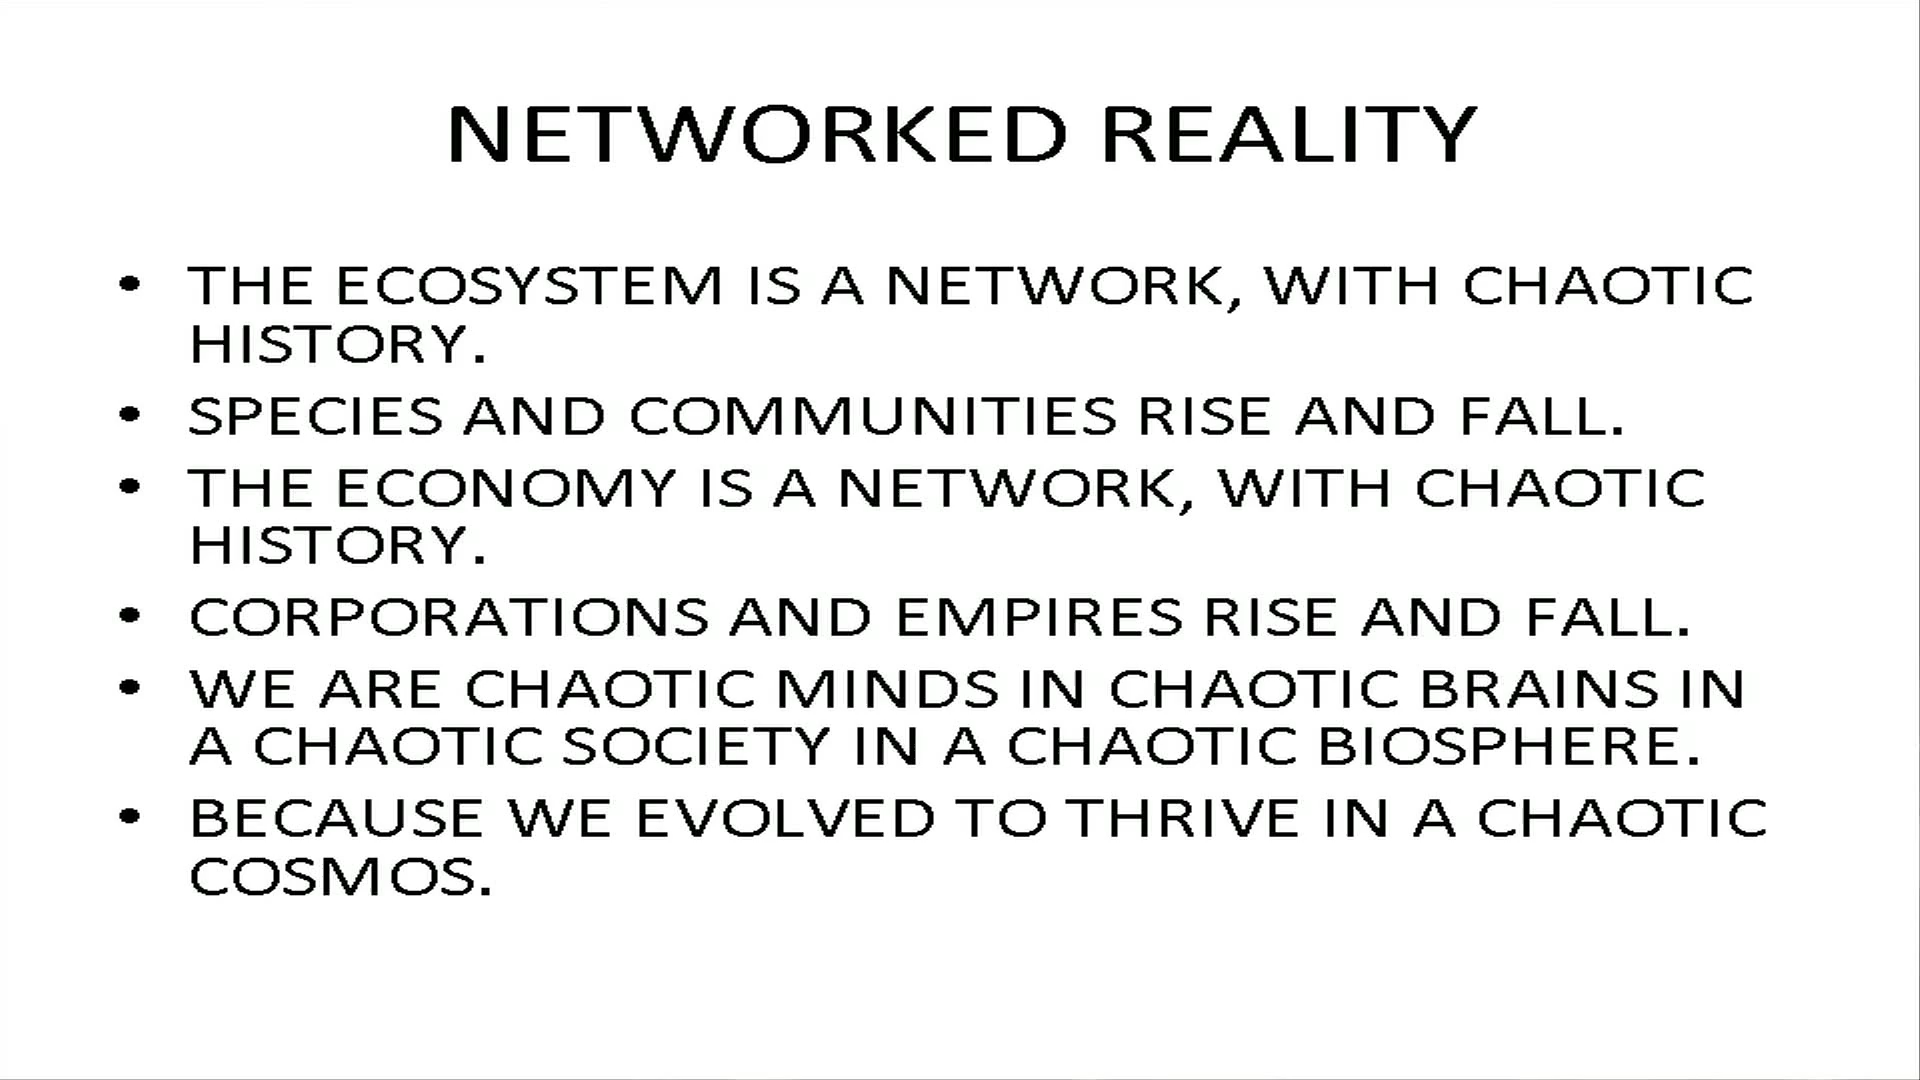 NETWORKED REALITY
• THE ECOSYSTEM IS A NETWORK, WITH CHAOTIC
HISTORY.
• SPECIES AND COMMUNITIES RISE AND FALL.
• THE ECONOMY IS A NETWORK, WITH CHAOTIC
HISTORY.
• CORPORATIONS AND EMPIRES RISE AND FALL.
• WE ARE CHAOTIC MINDS IN CHAOTIC BRAINS IN
A CHAOTIC SOCIETY IN A CHAOTIC BIOSPHERE.
• BECAUSE WE EVOLVED TO THRIVE IN A CHAOTIC
COSMOS.